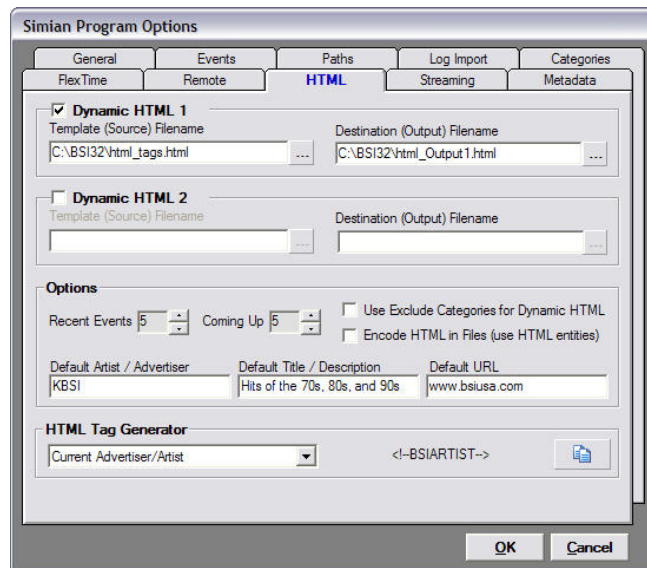 Simian Program Options
General Events Paths Log Import Categories
FlexTime Remote HTML Streaming Metadata
Dynamic HTML 1
Template (Source) Filename Destination (Output) Filename
C:\BSI32\html_tags.html ... C:\BSI32\html_Output1.html ...
Dynamic HTML 2
Template (Source) Filename Destination (Output) Filename
... ...
Options
Recent Events 5 Coming Up 5 Use Exclude Categories for Dynamic HTML
Encode HTML in Files (use HTML entities)
Default Artist / Advertiser Default Title / Description Default URL
KBSI Hits of the 70s, 80s, and 90s www.bsiusa.com
HTML Tag Generator
Current Advertiser/Artist <!--BSIARTIST-->
OK Cancel